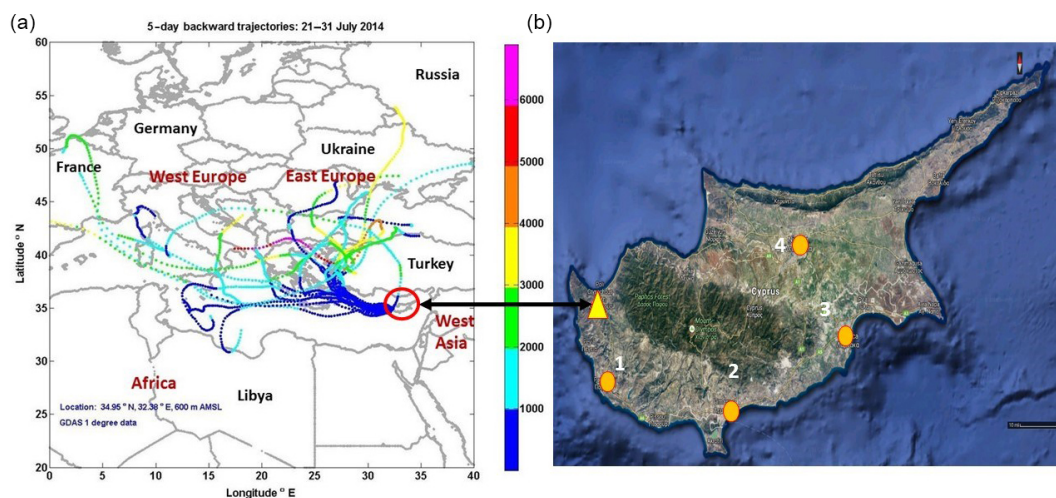 (a)
5-day backward trajectories: 21–31 July 2014
60
55
50
45
40
35
30
25
20
Latitude ° N
0 5 10 15 20 25 30 35 40
Longitude ° E
Russia
Germany
Ukraine
France
West Europe
East Europe
Turkey
West
Asia
Africa
Libya
Location: 34.95 ° N, 32.38 ° E, 600 m AMSL
GDAS 1 degree data
6000
5000
4000
3000
2000
1000
(b)
4
Cyprus
3
1
2